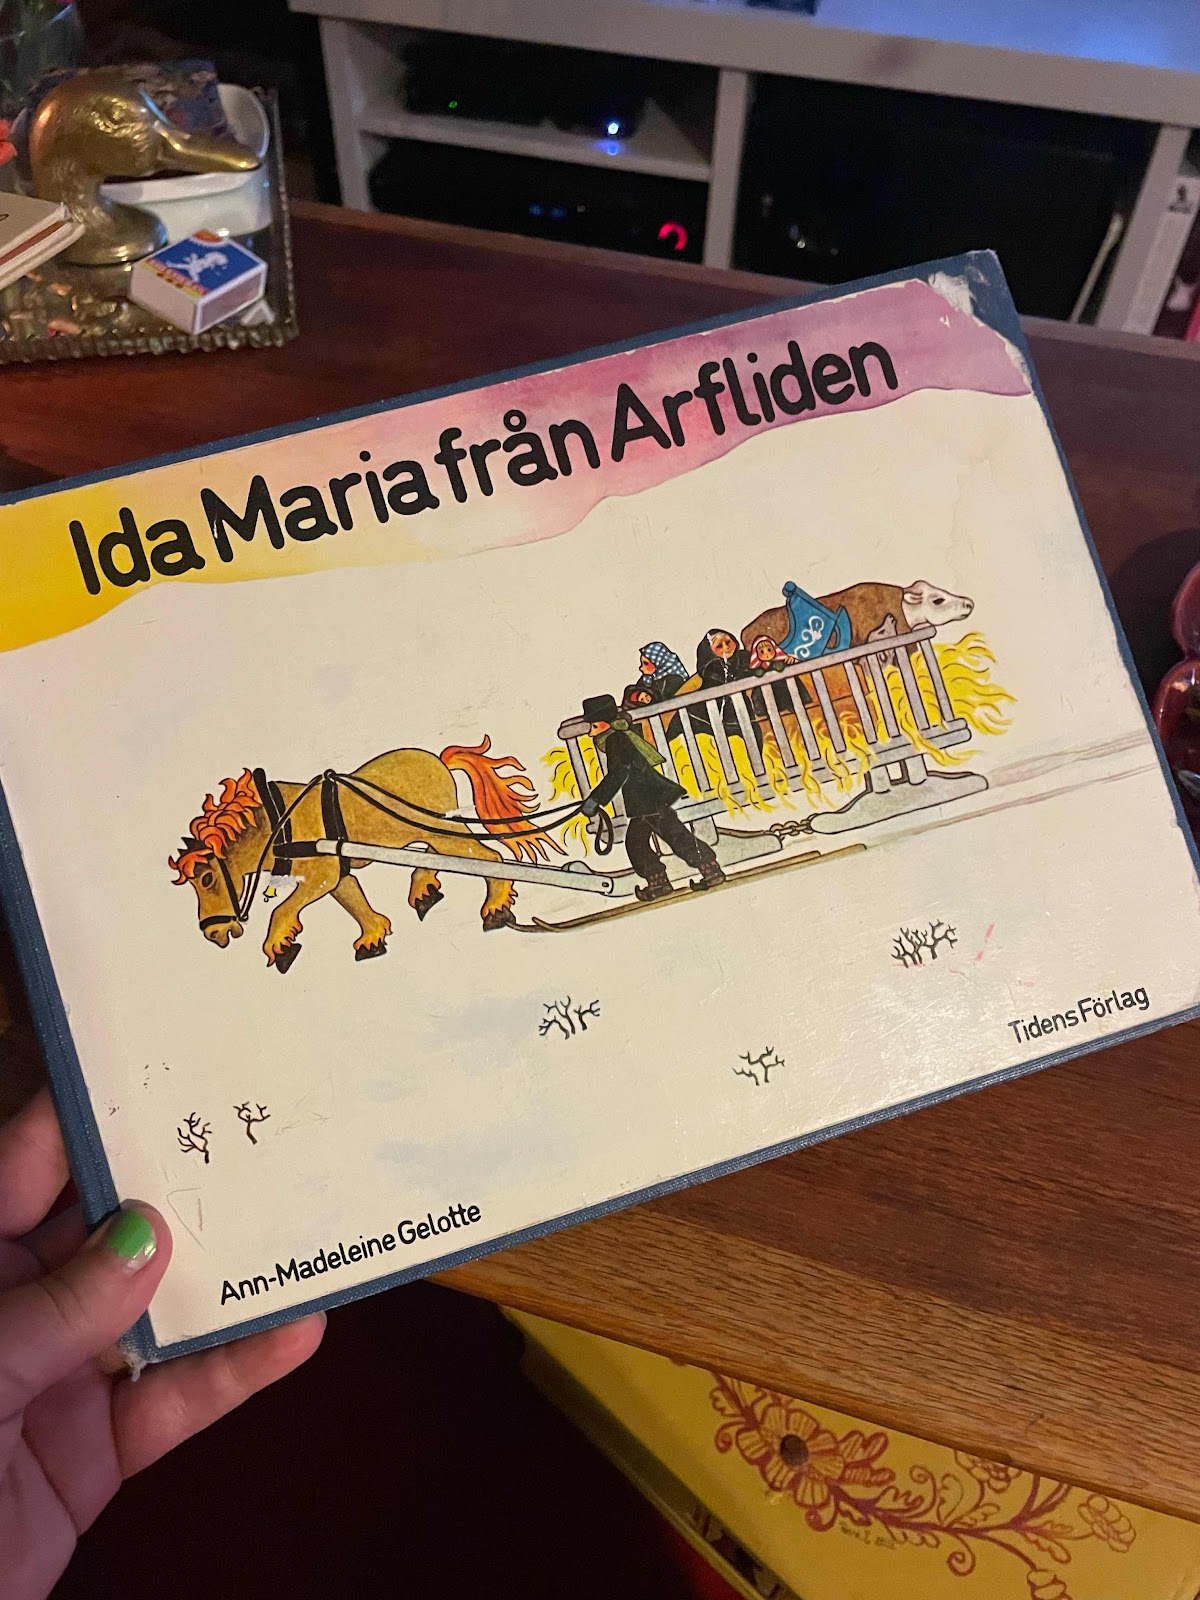 Ida Maria från Arfliden
Tidens Förlag
Ann-Madeleine Gelotte